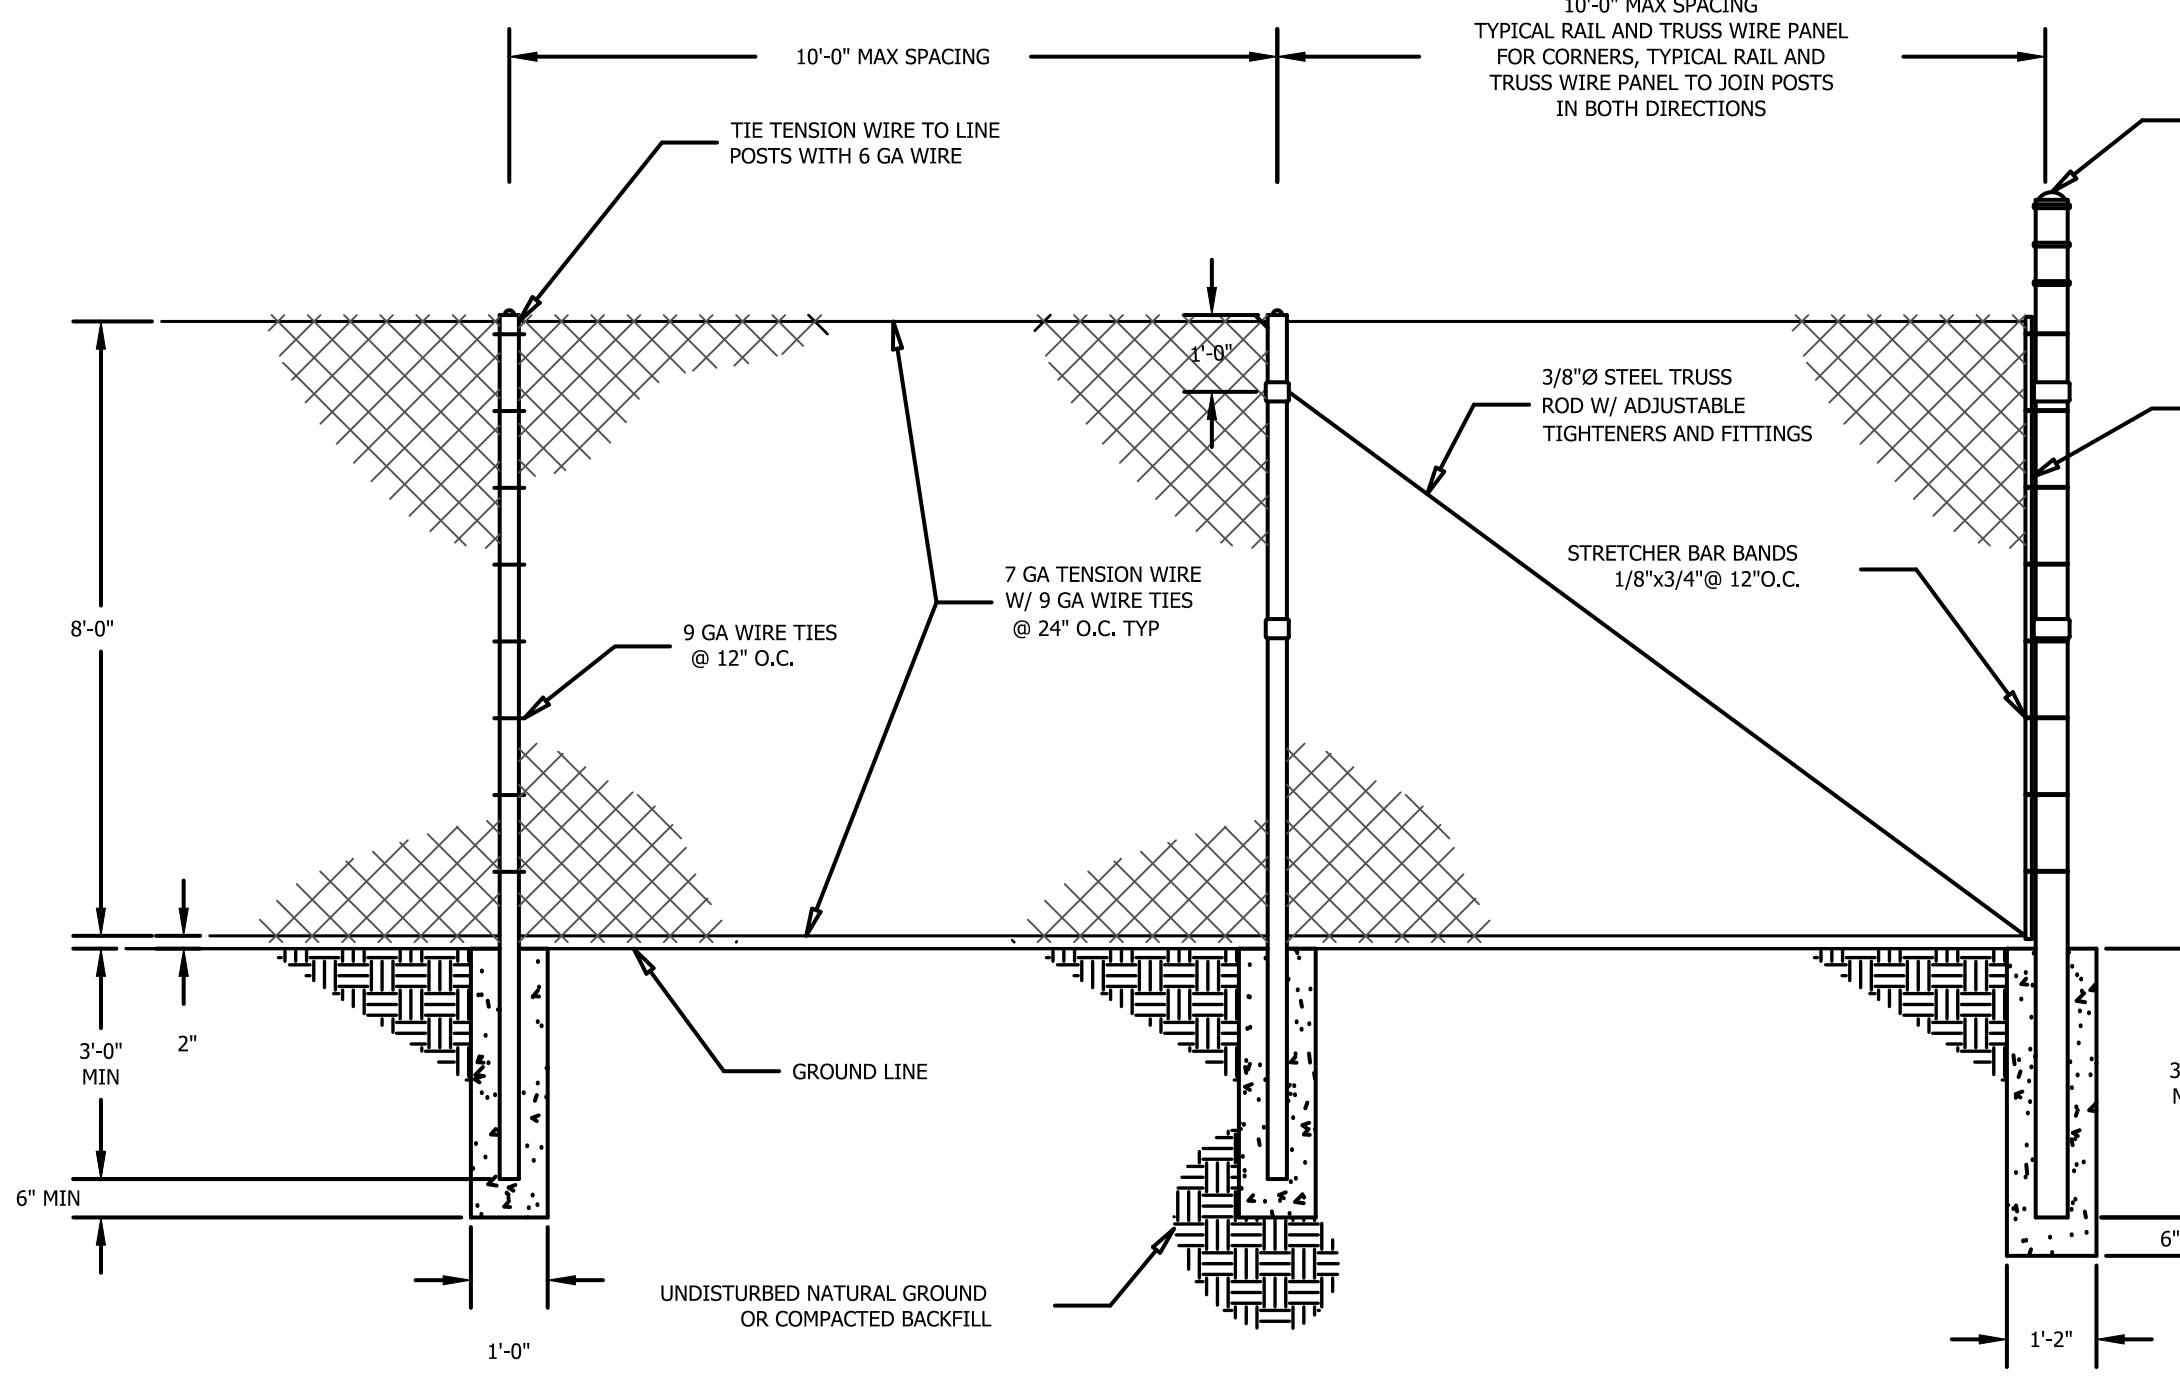 10'-0" MAX SPACING
TYPICAL RAIL AND TRUSS WIRE PANEL
FOR CORNERS, TYPICAL RAIL AND
TRUSS WIRE PANEL TO JOIN POSTS
IN BOTH DIRECTIONS
10'-0" MAX SPACING
TIE TENSION WIRE TO LINE
POSTS WITH 6 GA WIRE
1'-0"
3/8"Ø STEEL TRUSS
ROD W/ ADJUSTABLE
TIGHTENERS AND FITTINGS
STRETCHER BAR BANDS
1/8"x3/4"@ 12"O.C.
7 GA TENSION WIRE
W/ 9 GA WIRE TIES
@ 24" O.C. TYP
8'-0"
9 GA WIRE TIES
@ 12" O.C.
3'-0"
MIN
2"
GROUND LINE
3
6" MIN
6"
UNDISTURBED NATURAL GROUND
OR COMPACTED BACKFILL
1'-0"
1'-2"